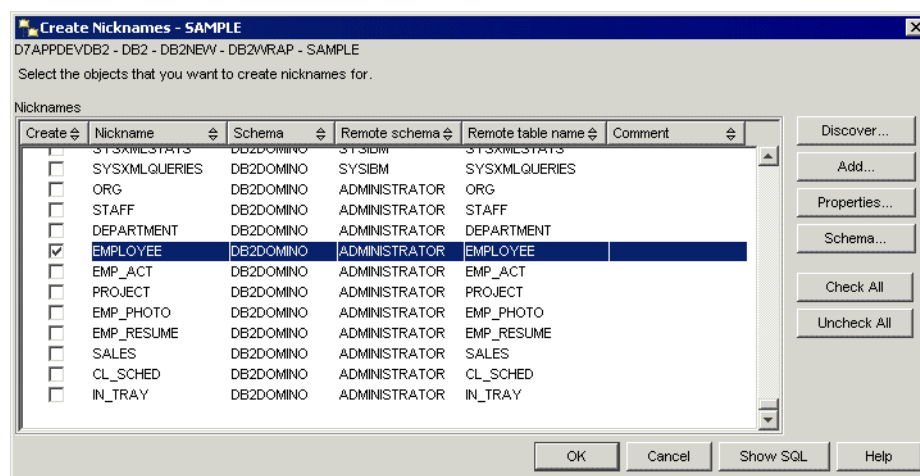 Create Nicknames - SAMPLE
D7APPDEVDB2 - DB2 - DB2NEW - DB2WRAP - SAMPLE
Select the objects that you want to create nicknames for.
Nicknames
Create Nickname Schema Remote schema Remote table name Comment
SYSXMLSTATS DB2DOMINO SYSIBM SYSXMLSTATS
SYSXMLQUERIES DB2DOMINO SYSIBM SYSXMLQUERIES
ORG DB2DOMINO ADMINISTRATOR ORG
STAFF DB2DOMINO ADMINISTRATOR STAFF
DEPARTMENT DB2DOMINO ADMINISTRATOR DEPARTMENT
EMPLOYEE DB2DOMINO ADMINISTRATOR EMPLOYEE
EMP_ACT DB2DOMINO ADMINISTRATOR EMP_ACT
PROJECT DB2DOMINO ADMINISTRATOR PROJECT
EMP_PHOTO DB2DOMINO ADMINISTRATOR EMP_PHOTO
EMP_RESUME DB2DOMINO ADMINISTRATOR EMP_RESUME
SALES DB2DOMINO ADMINISTRATOR SALES
CL_SCHED DB2DOMINO ADMINISTRATOR CL_SCHED
IN_TRAY DB2DOMINO ADMINISTRATOR IN_TRAY
Discover...
Add...
Properties...
Schema...
Check All
Uncheck All
OK Cancel Show SQL Help